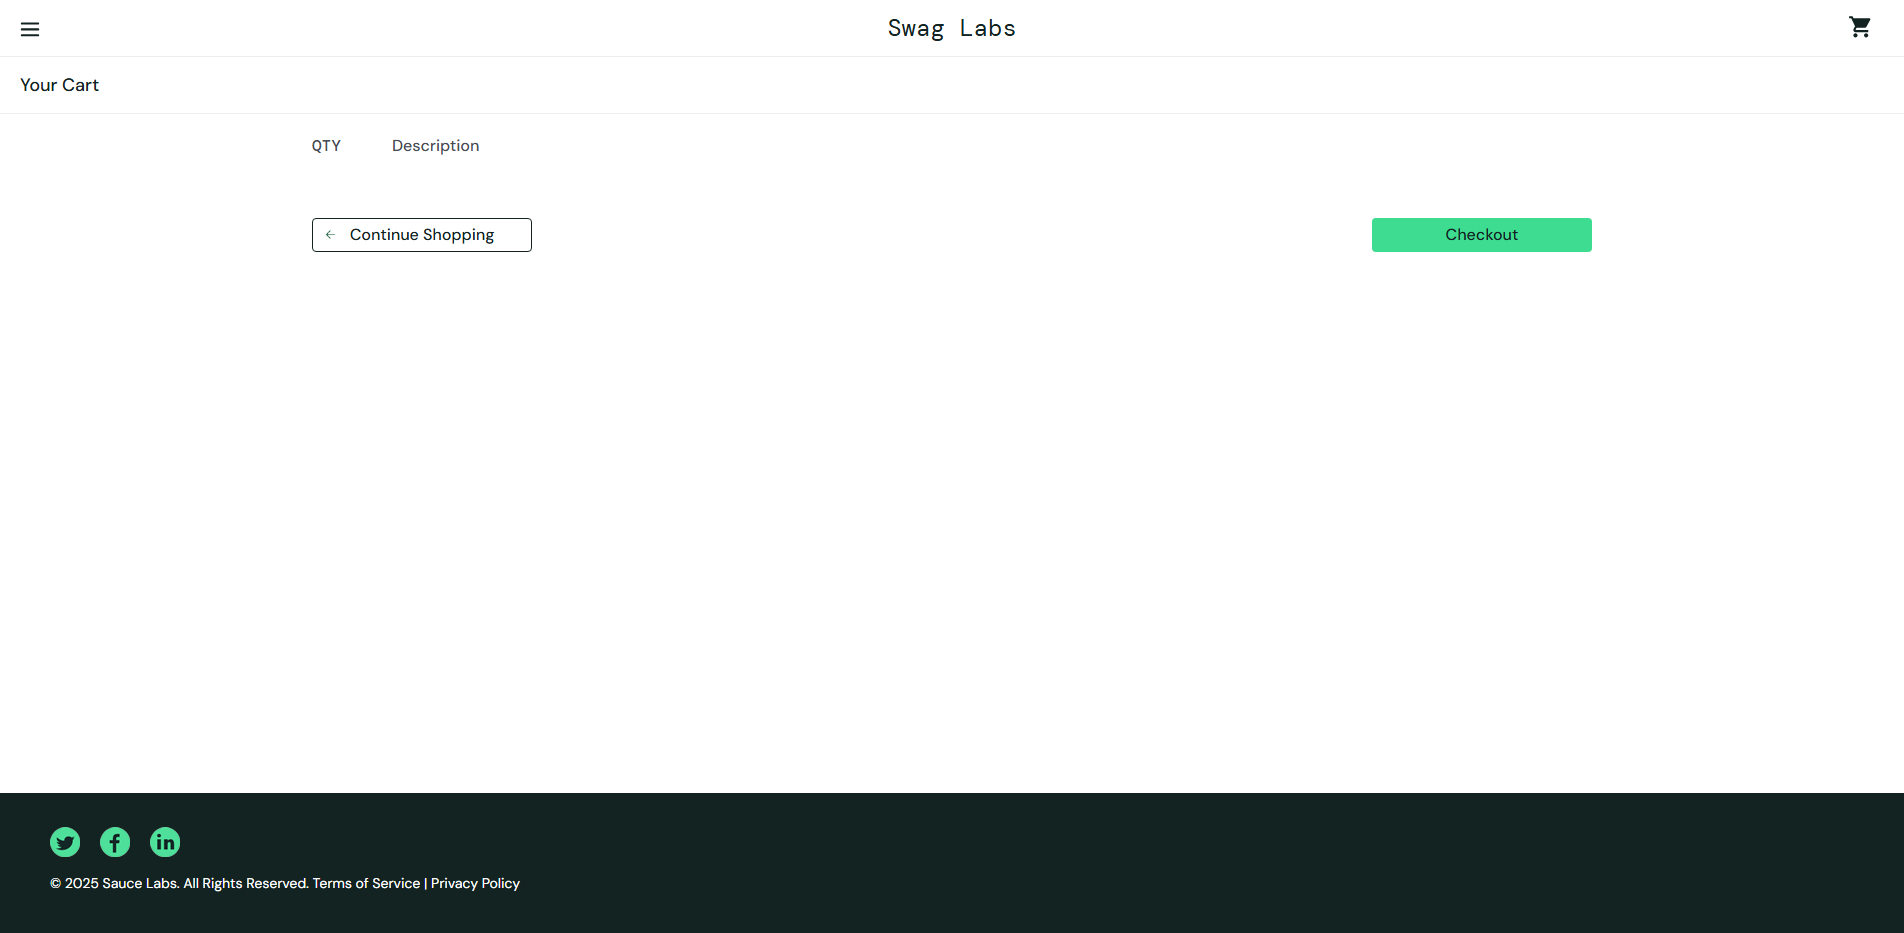 Swag Labs
Your Cart
QTY Description
Continue Shopping
Checkout
© 2025 Sauce Labs. All Rights Reserved. Terms of Service | Privacy Policy